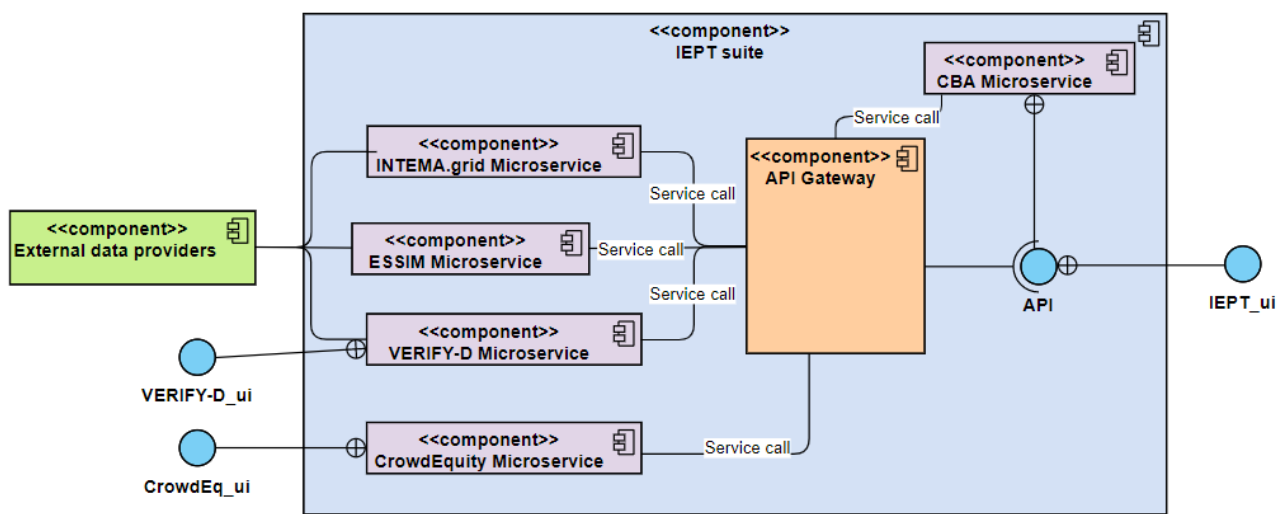 <<component>>
IEPT suite
<<component>>
CBA Microservice
Service call
<<component>>
INTEMA.grid Microservice
<<component>>
API Gateway
Service call
<<component>>
External data providers
<<component>>
ESSIM Microservice
Service call
Service call
API
IEPT_ui
<<component>>
VERIFY-D Microservice
VERIFY-D_ui
<<component>>
CrowdEquity Microservice
Service call
CrowdEq_ui